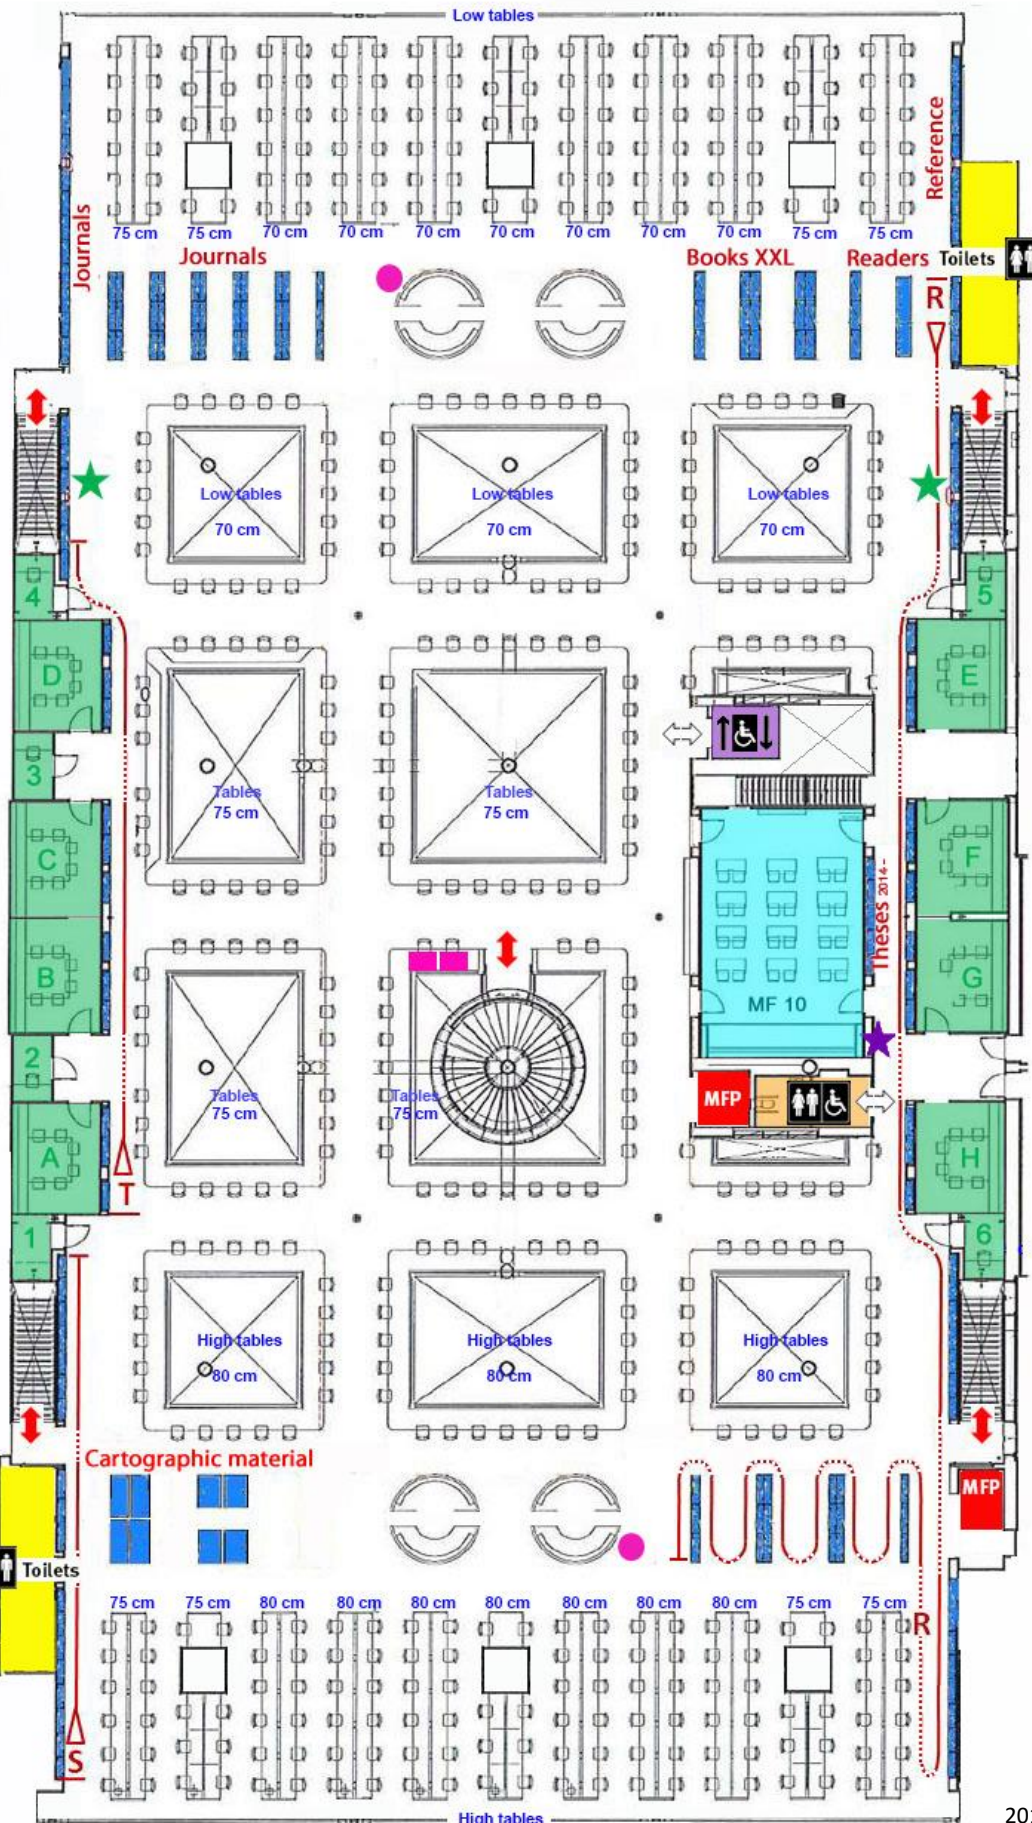 Low tables
Reference
75 cm 75 cm 70 cm 70 cm 70 cm 70 cm 70 cm 70 cm 70 cm 75 cm 75 cm
Journals
Journals
Books XXL
Readers
Toilets
R
Low tables
70 cm
Low tables
70 cm
Low tables
70 cm
T
4
5
D
E
3
Tables
75 cm
Tables
75 cm
C
F
Theses 2014-
B
G
MF 10
2
Tables
75 cm
Tables
75 cm
MFP
A
H
T
1
6
High tables
80 cm
High tables
80 cm
High tables
80 cm
Cartographic material
MFP
Toilets
75 cm 75 cm 80 cm 80 cm 80 cm 80 cm 80 cm 80 cm 80 cm 75 cm 75 cm
R
S
High tables